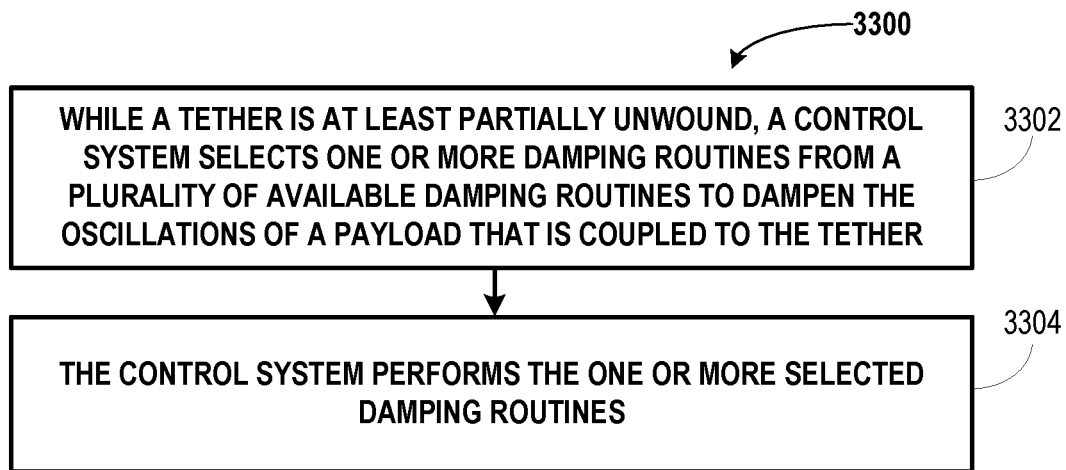 3300
WHILE A TETHER IS AT LEAST PARTIALLY UNWOUND, A CONTROL
SYSTEM SELECTS ONE OR MORE DAMPING ROUTINES FROM A
PLURALITY OF AVAILABLE DAMPING ROUTINES TO DAMPEN THE
OSCILLATIONS OF A PAYLOAD THAT IS COUPLED TO THE TETHER
3302
THE CONTROL SYSTEM PERFORMS THE ONE OR MORE SELECTED
DAMPING ROUTINES
3304